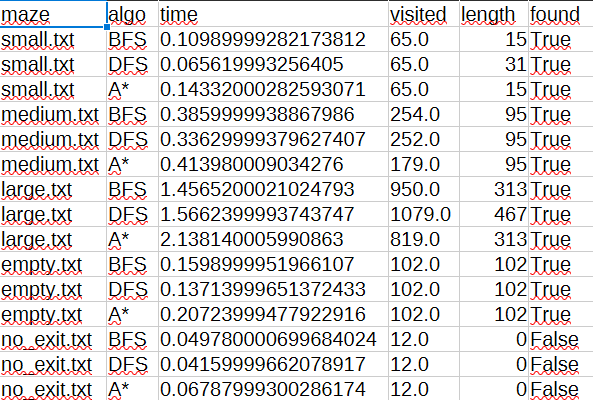 maze algo time visited length found
small.txt BFS 0.10989999282173812 65.0 15 True
small.txt DFS 0.065619993256405 65.0 31 True
small.txt A* 0.14332000282593071 65.0 15 True
medium.txt BFS 0.3859999938867986 254.0 95 True
medium.txt DFS 0.33629999379627407 252.0 95 True
medium.txt A* 0.413980009034276 179.0 95 True
large.txt BFS 1.4565200021024793 950.0 313 True
large.txt DFS 1.5662399993743747 1079.0 467 True
large.txt A* 2.138140005990863 819.0 313 True
empty.txt BFS 0.1598999951966107 102.0 102 True
empty.txt DFS 0.13713999651372433 102.0 102 True
empty.txt A* 0.20723999477922916 102.0 102 True
no_exit.txt BFS 0.049780000699684024 12.0 0 False
no_exit.txt DFS 0.04159999662078917 12.0 0 False
no_exit.txt A* 0.06787999300286174 12.0 0 False